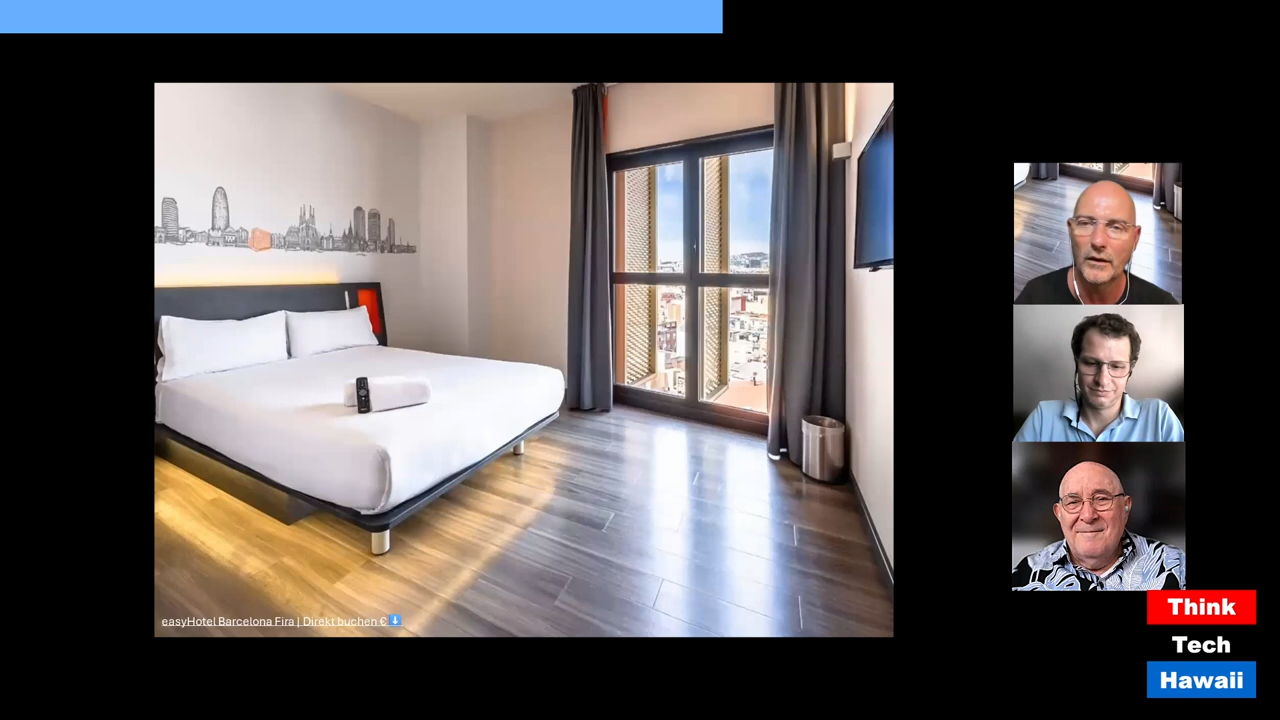 easyHotel Barcelona Fira | Direkt buchen € ⬇
Think
Tech
Hawaii